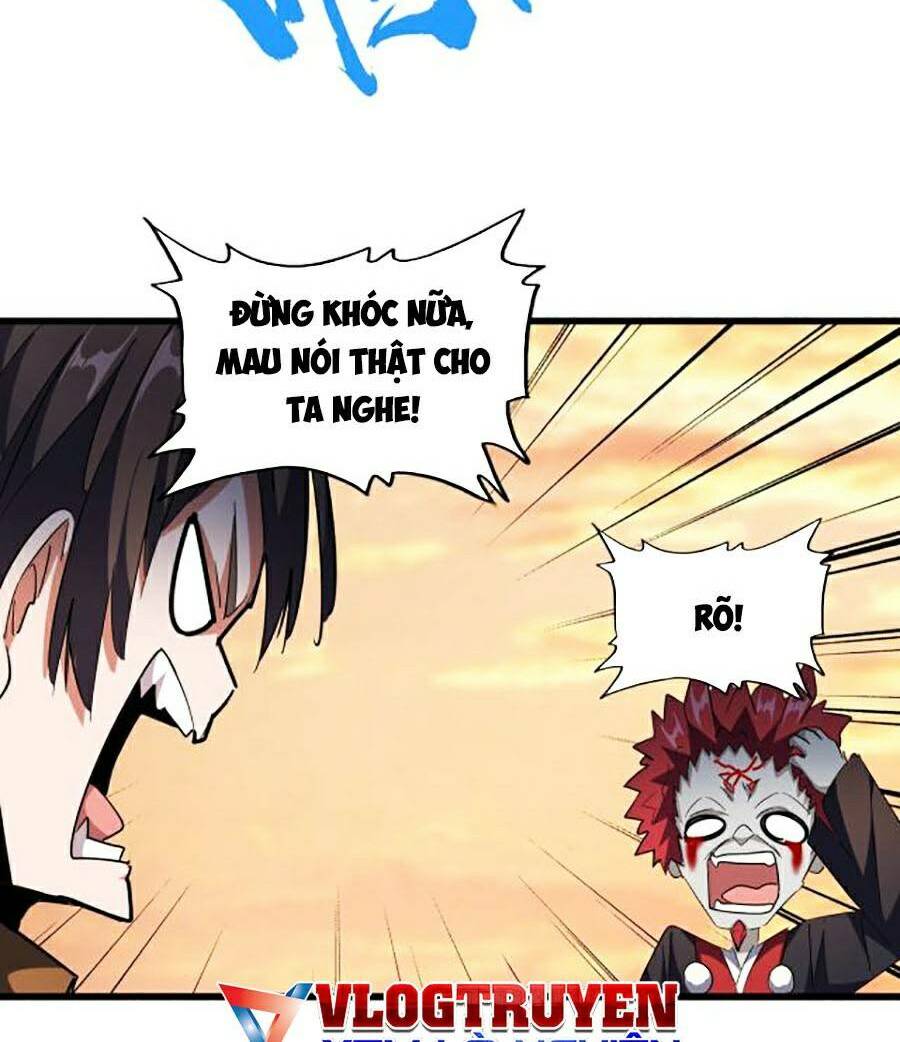 ĐỪNG KHÓC NỮA,
MAU NÓI THẬT CHO
TA NGHE!
RÕ!
VLOGTRUYEN